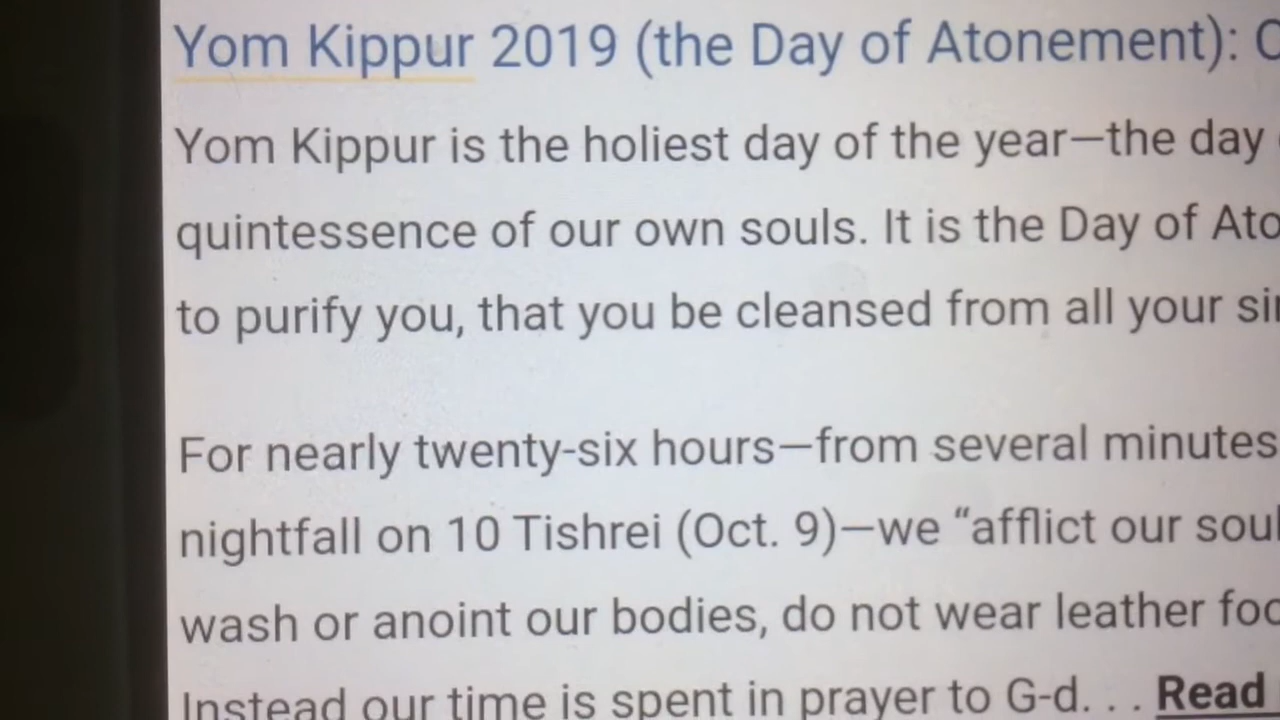 Yom Kippur 2019 (the Day of Atonement):
Yom Kippur is the holiest day of the year—the day
quintessence of our own souls. It is the Day of Ato
to purify you, that you be cleansed from all your
For nearly twenty-six hours—from several minutes
nightfall on 10 Tishrei (Oct. 9)—we “afflict our soul
wash or anoint our bodies, do not wear leather
Instead our time is spent in prayer to G-d. . . Read